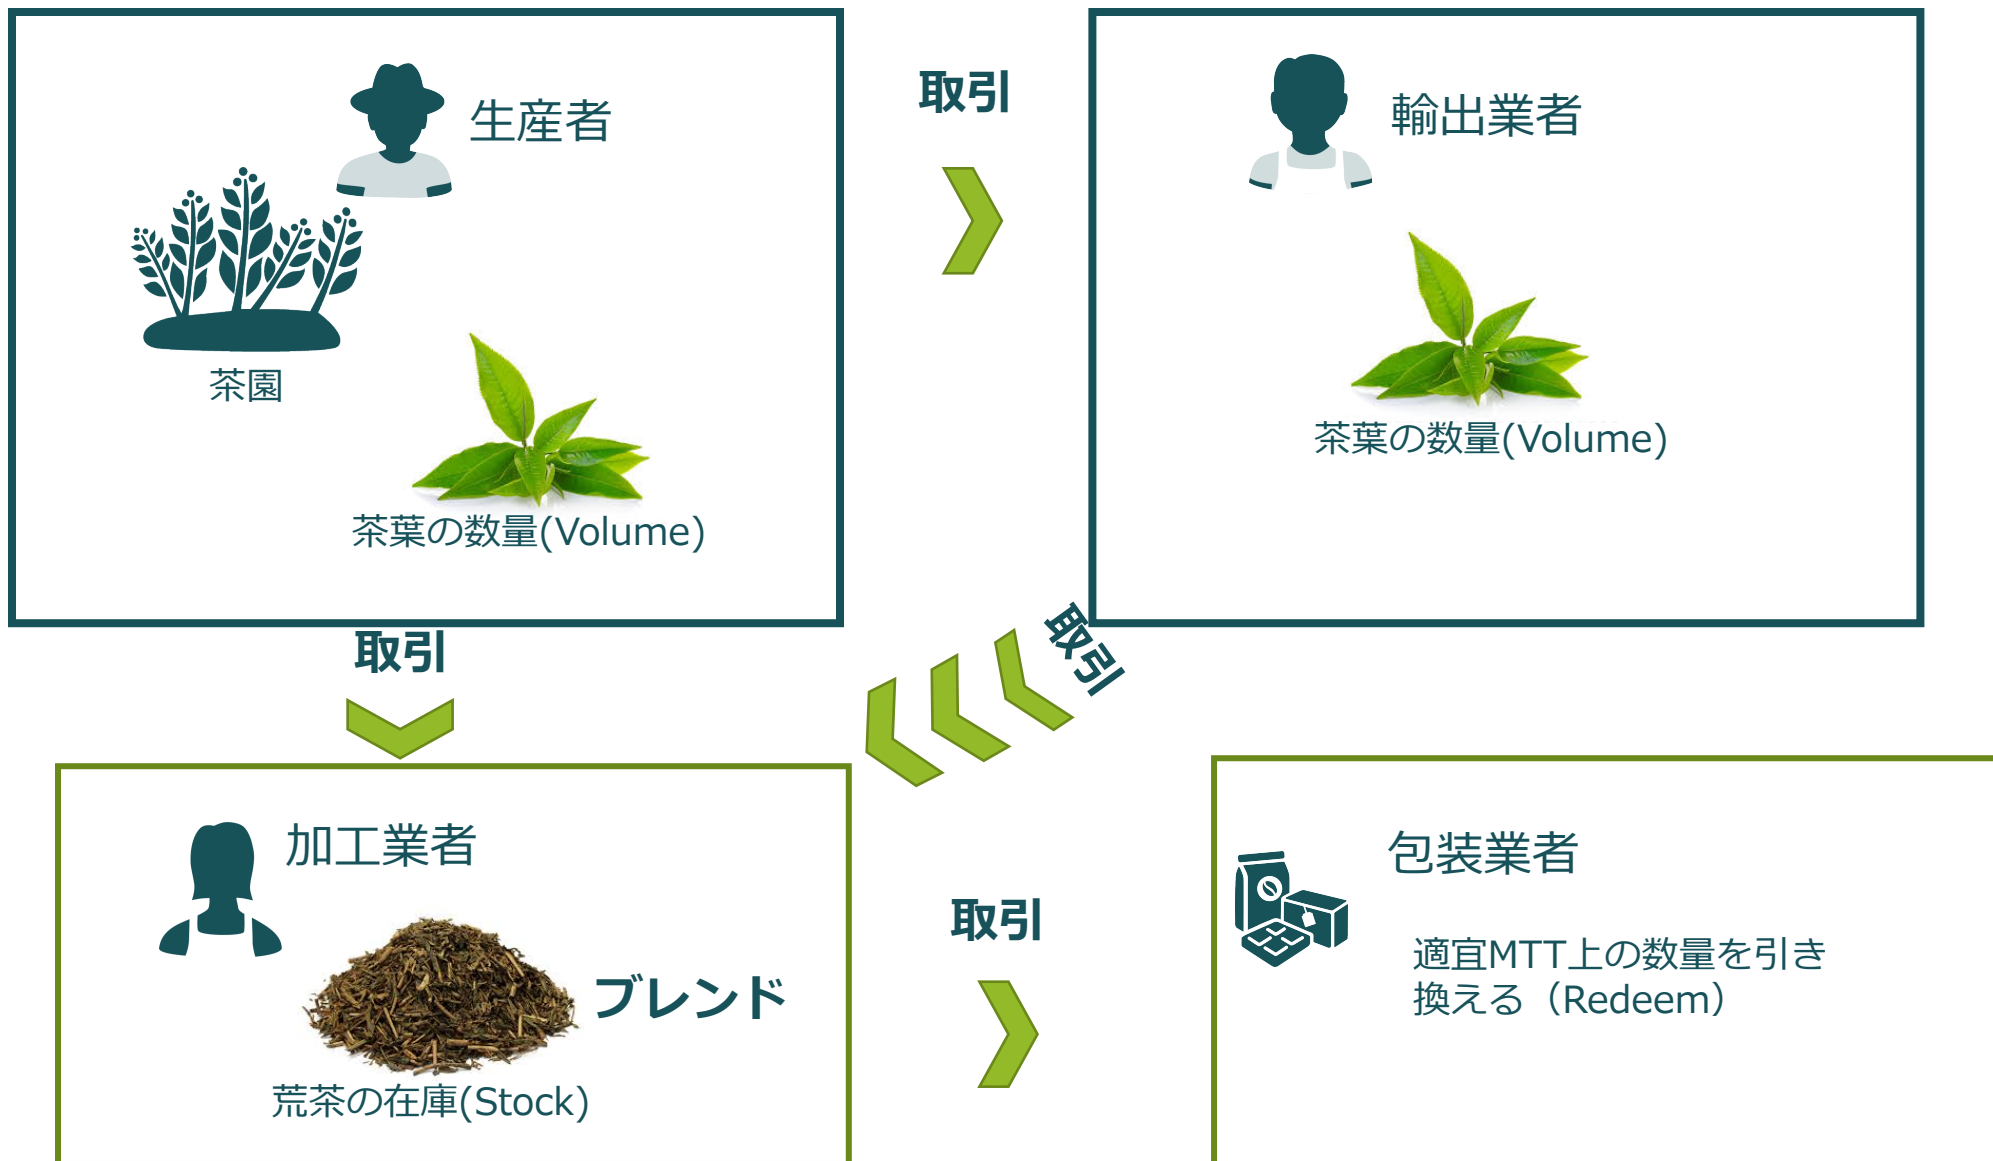 生産者
茶園
茶葉の数量(Volume)
取引
輸出業者
茶葉の数量(Volume)
取引
取引
加工業者
ブレンド
荒茶の在庫(Stock)
取引
包装業者
適宜MTT上の数量を引き
換える（Redeem）